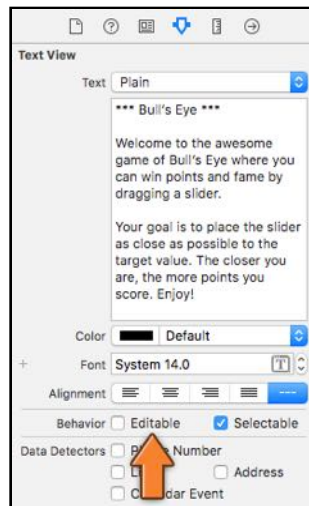 Text View
Text Plain
*** Bull's Eye ***
Welcome to the awesome
game of Bull's Eye where you
can win points and fame by
dragging a slider.
Your goal is to place the slider
as close as possible to the
target value. The closer you
are, the more points you
score. Enjoy!
Color Default
+ Font System 14.0 T
Alignment
Behavior Editable Selectable
Data Detectors Number
Address
Event